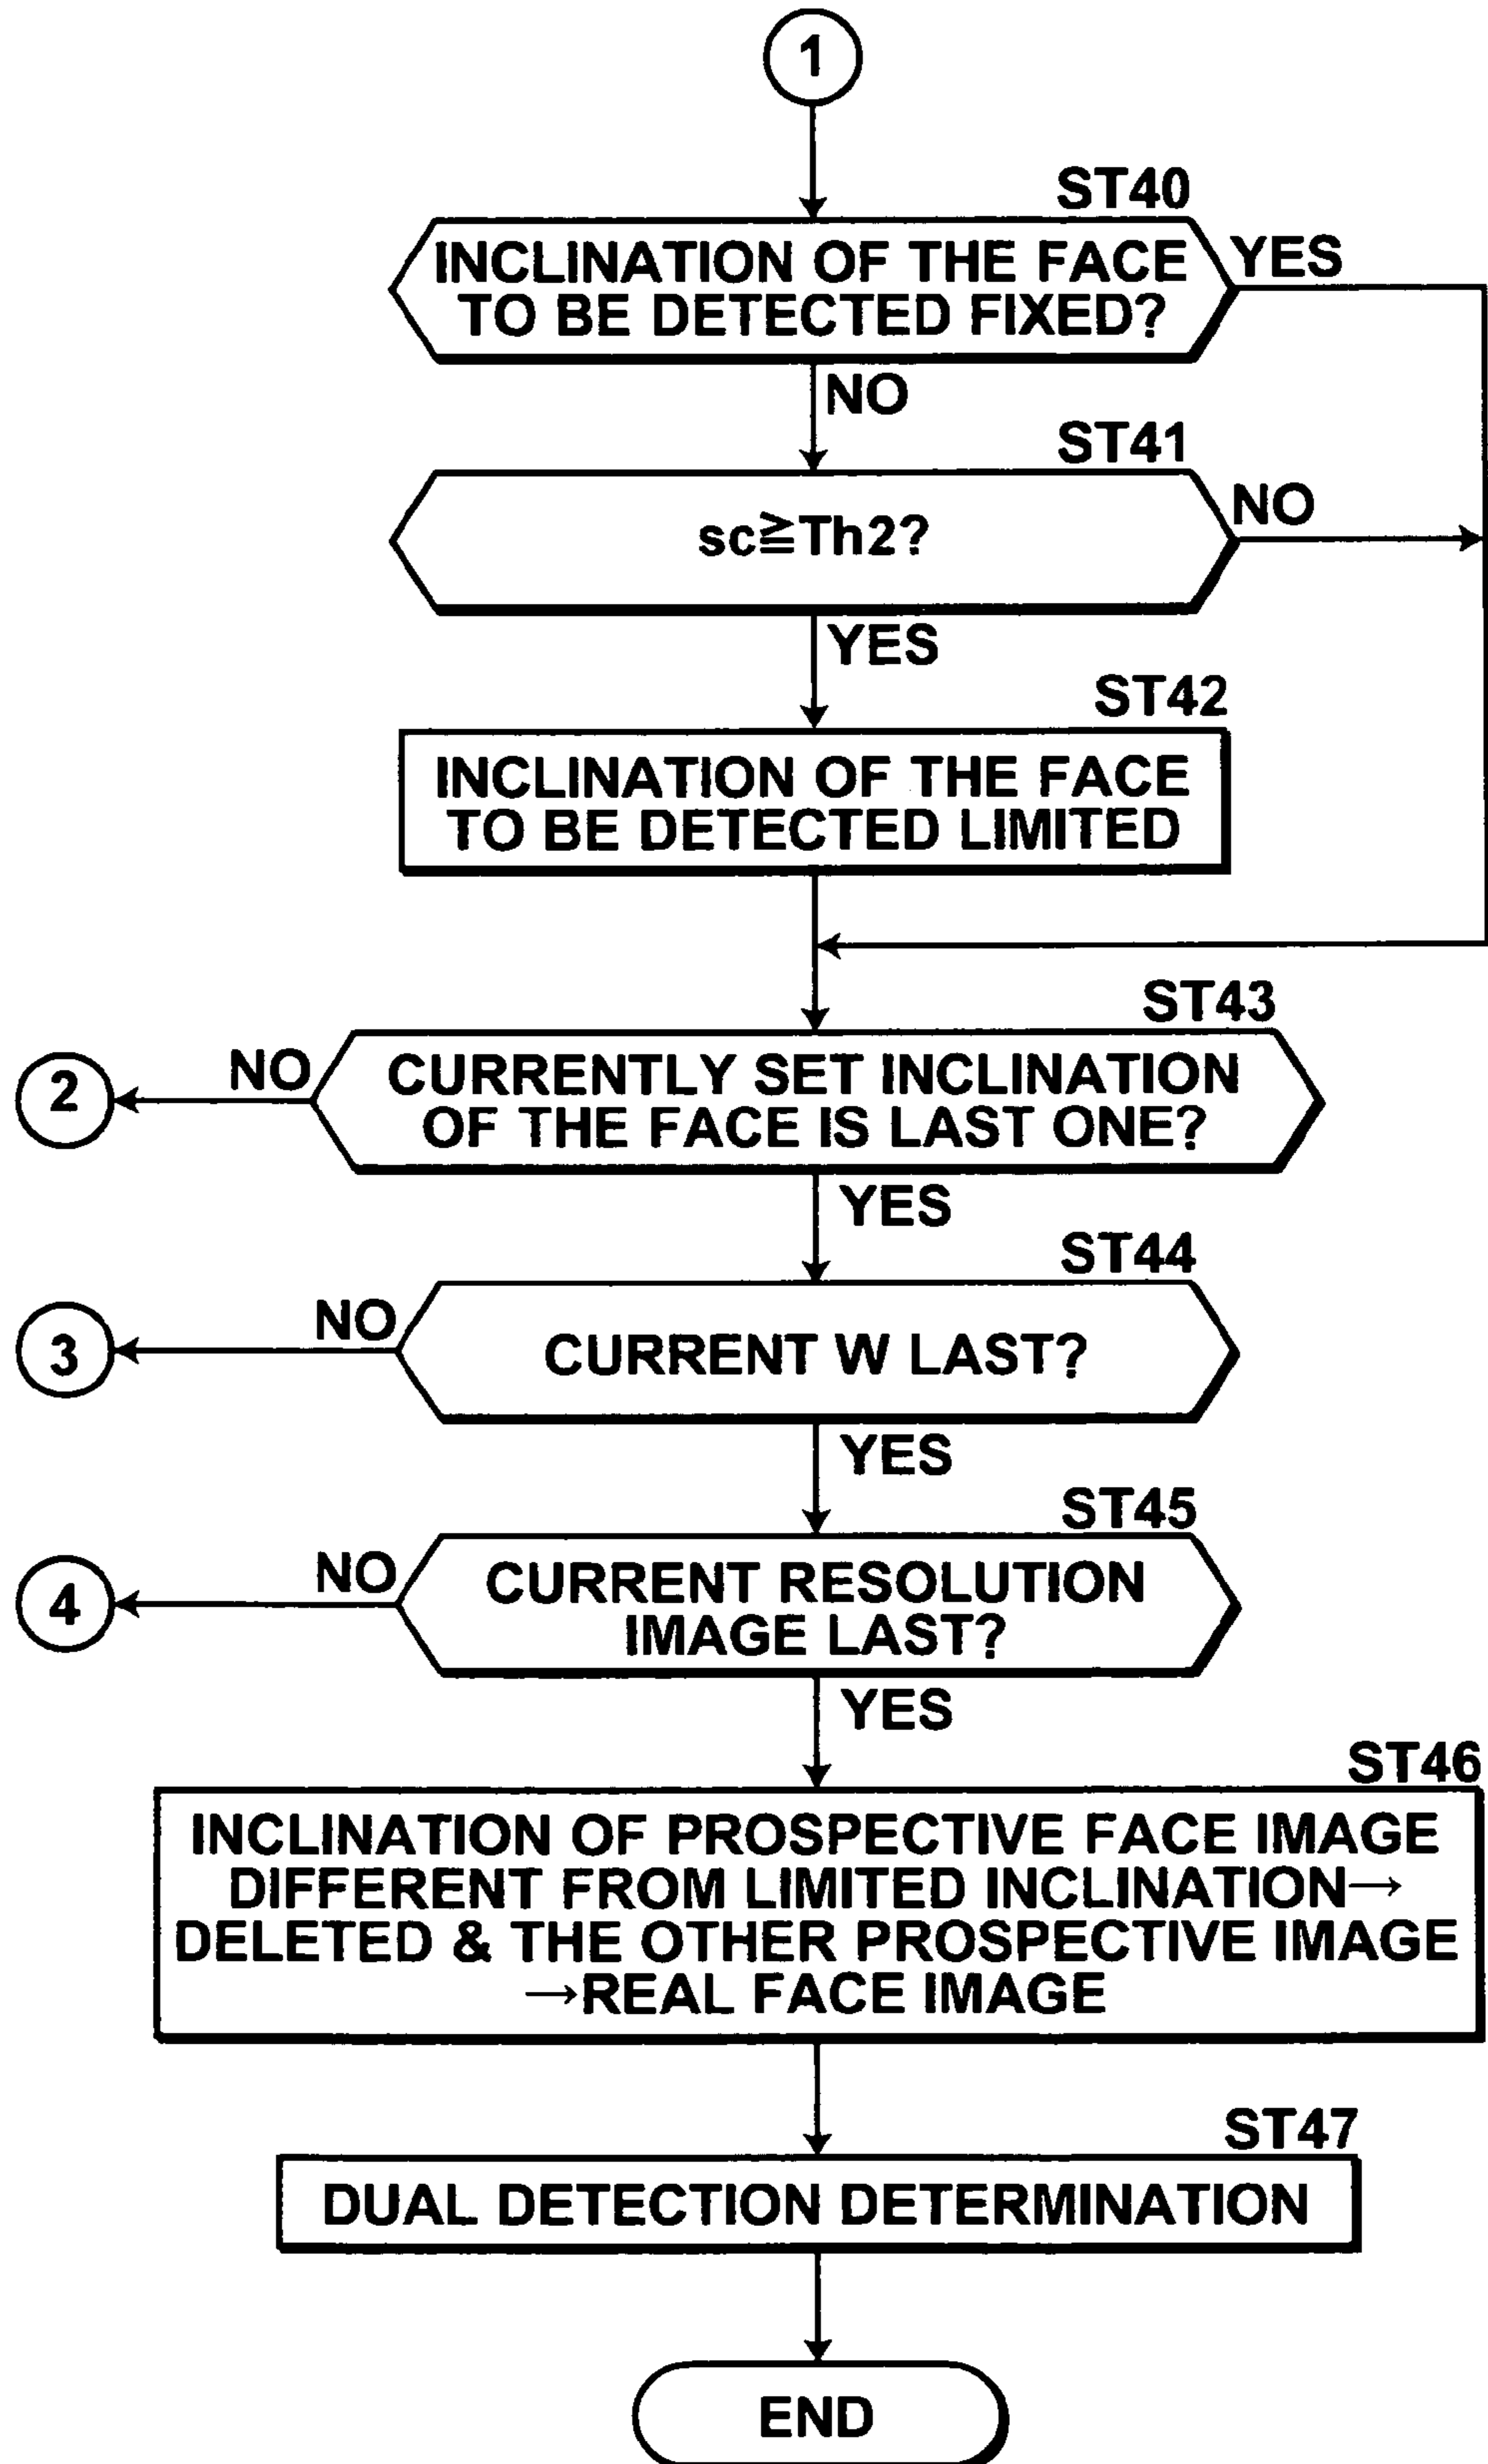 1
ST40
INCLINATION OF THE FACE
TO BE DETECTED FIXED?
YES
NO
ST41
sc≧Th2?
NO
YES
ST42
INCLINATION OF THE FACE
TO BE DETECTED LIMITED
ST43
CURRENTLY SET INCLINATION
OF THE FACE IS LAST ONE?
NO
2
YES
ST44
CURRENT W LAST?
NO
3
YES
ST45
CURRENT RESOLUTION
IMAGE LAST?
NO
4
YES
ST46
INCLINATION OF PROSPECTIVE FACE IMAGE
DIFFERENT FROM LIMITED INCLINATION→
DELETED & THE OTHER PROSPECTIVE IMAGE
→REAL FACE IMAGE
ST47
DUAL DETECTION DETERMINATION
END